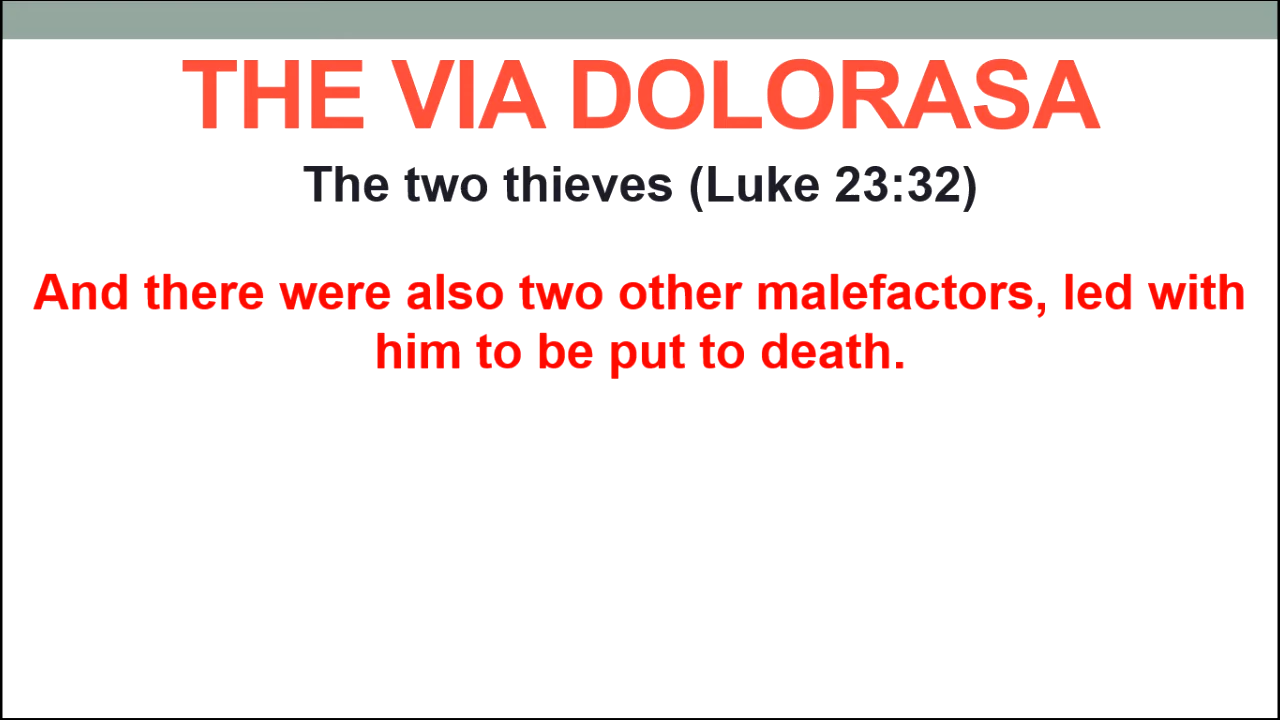 THE VIA DOLORASA
The two thieves (Luke 23:32)
And there were also two other malefactors, led with
him to be put to death.